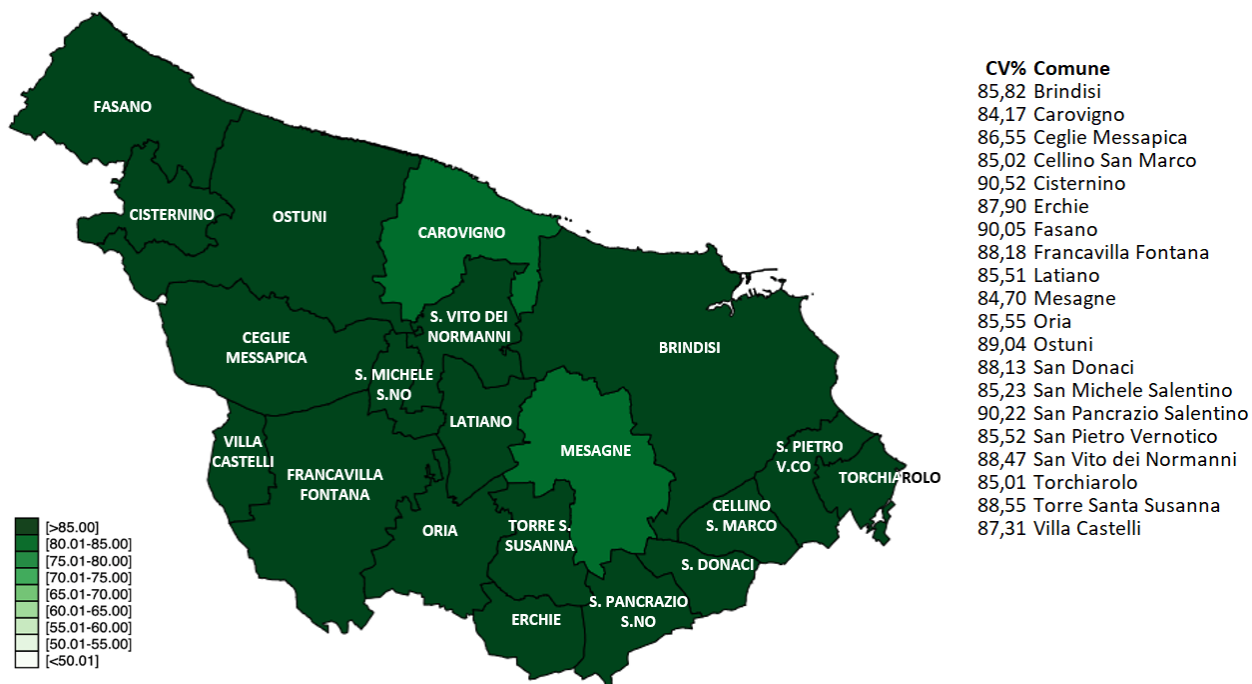 FASANO
CISTERNINO
OSTUNI
CAROVIGNO
S. VITO DEI
NORMANNI
CEGLIE
MESSAPICA
S. MICHELE
S.NO
BRINDISI
LATIANO
MESAGNE
VILLA
CASTELLI
FRANCAVILLA
FONTANA
S. PIETRO
V.CO
TORCHIAROLO
CELLINO
S. MARCO
ORIA
TORRE S.
SUSANNA
S. DONACI
S. PANCRAZIO
S.NO
ERCHIE
[>85.00]
[80.01-85.00]
[75.01-80.00]
[70.01-75.00]
[65.01-70.00]
[60.01-65.00]
[55.01-60.00]
[50.01-55.00]
[<50.01]
CV% Comune
85,82 Brindisi
84,17 Carovigno
86,55 Ceglie Messapica
85,02 Cellino San Marco
90,52 Cisternino
87,90 Erchie
90,05 Fasano
88,18 Francavilla Fontana
85,51 Latiano
84,70 Mesagne
85,55 Oria
89,04 Ostuni
88,13 San Donaci
85,23 San Michele Salentino
90,22 San Pancrazio Salentino
85,52 San Pietro Vernotico
88,47 San Vito dei Normanni
85,01 Torchiarolo
88,55 Torre Santa Susanna
87,31 Villa Castelli